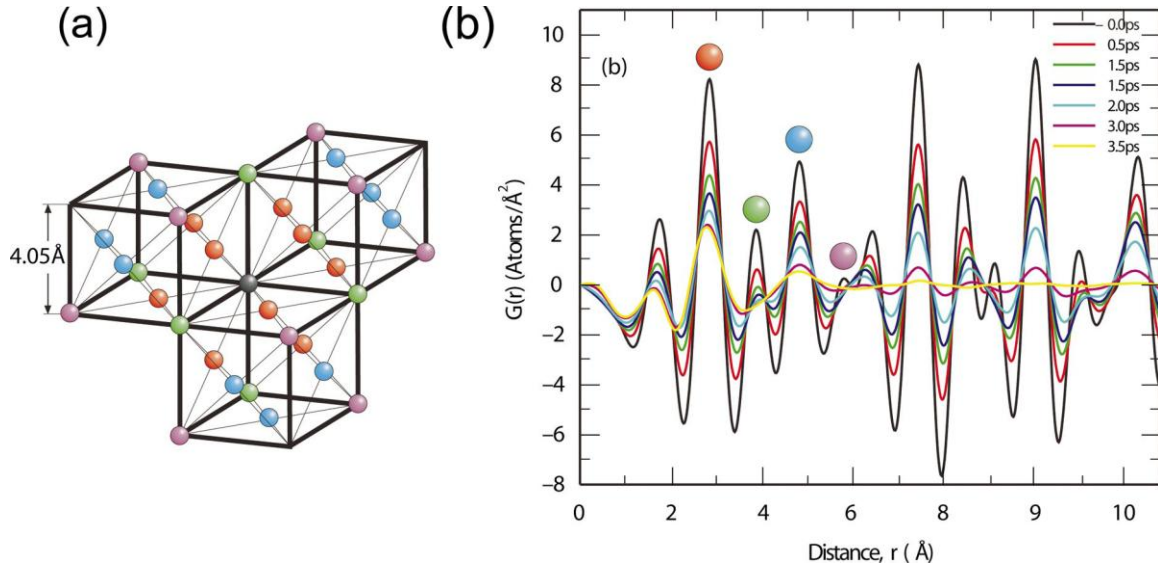 (a)
4.05Å
(b)
(b)
0.0ps
0.5ps
1.5ps
1.5ps
2.0ps
3.0ps
3.5ps
G(r) (Atoms/Å²)
10
8
6
4
2
0
−2
−4
−6
−8
0 2 4 6 7 8 9 10
Distance, r ( Å)